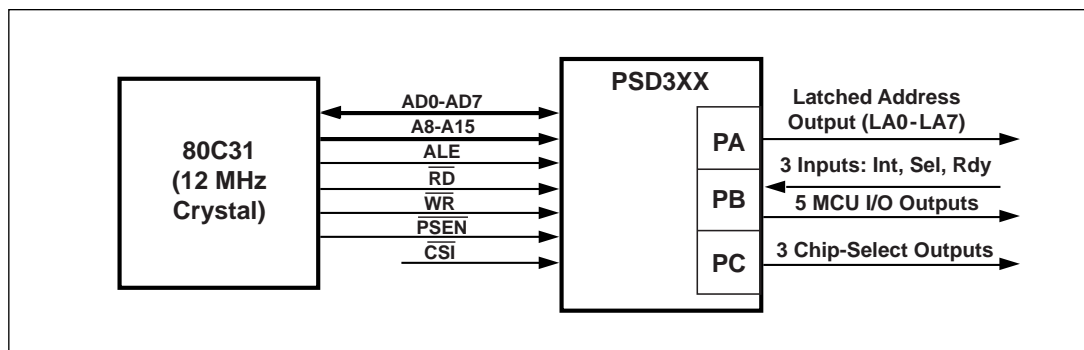 80C31
(12 MHz
Crystal)
AD0-AD7
A8-A15
ALE
RD
WR
PSEN
CSI
PSD3XX
PA
PB
PC
Latched Address
Output (LA0-LA7)
3 Inputs: Int, Sel, Rdy
5 MCU I/O Outputs
3 Chip-Select Outputs